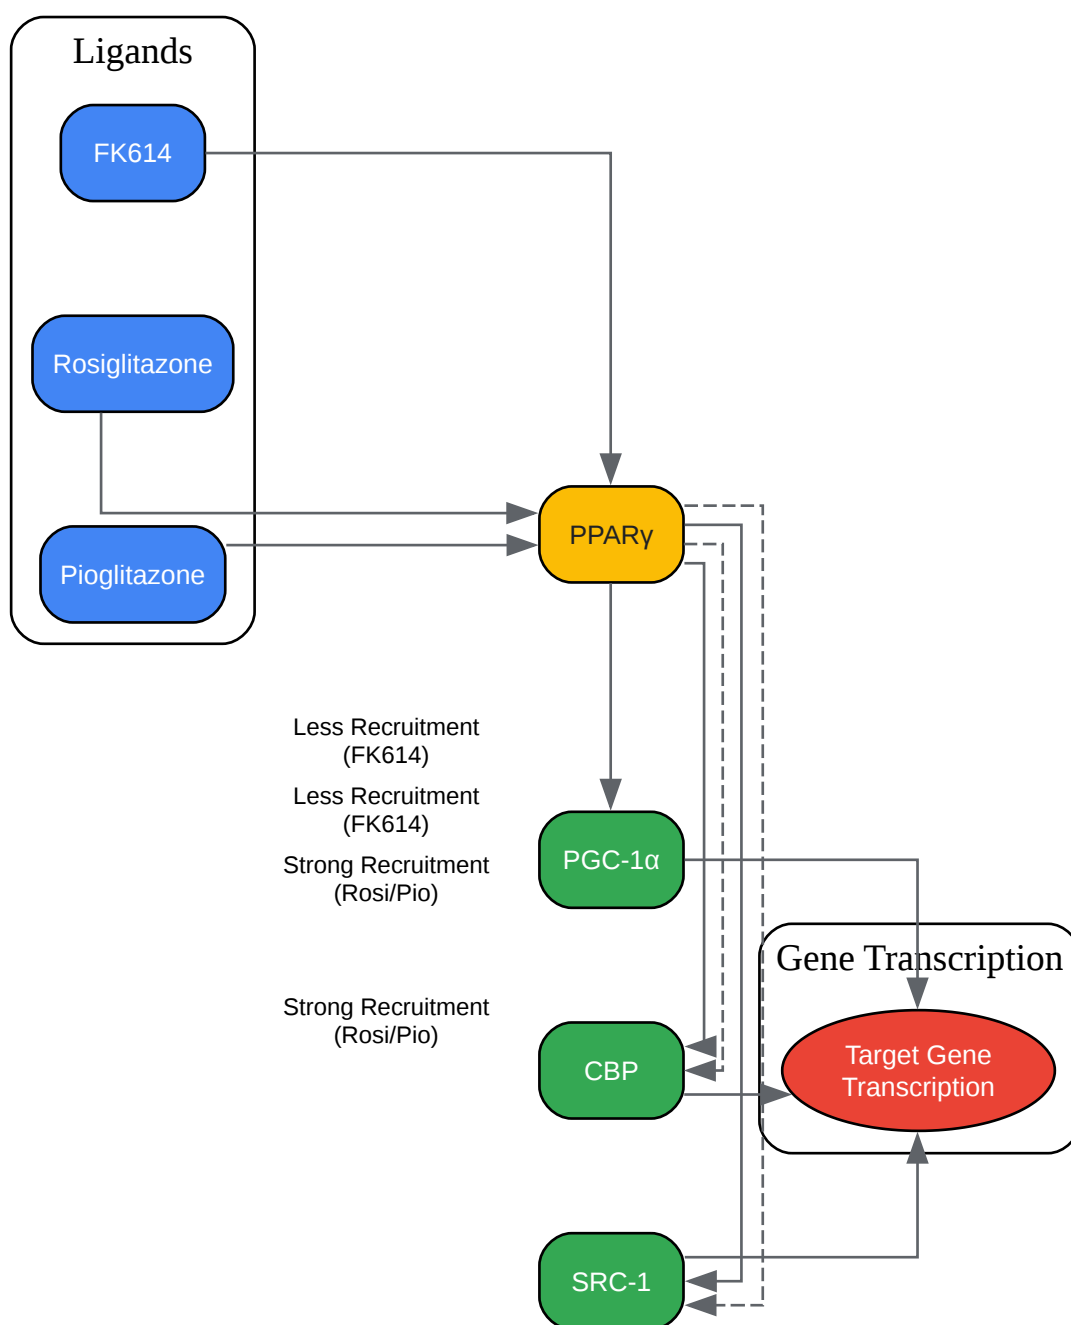 Ligands
FK614
Rosiglitazone
Pioglitazone
PPARγ
Less Recruitment
(FK614)
Less Recruitment
(FK614)
Strong Recruitment
(Rosi/Pio)
PGC-1α
Gene Transcription
Strong Recruitment
(Rosi/Pio)
CBP
Target Gene
Transcription
SRC-1